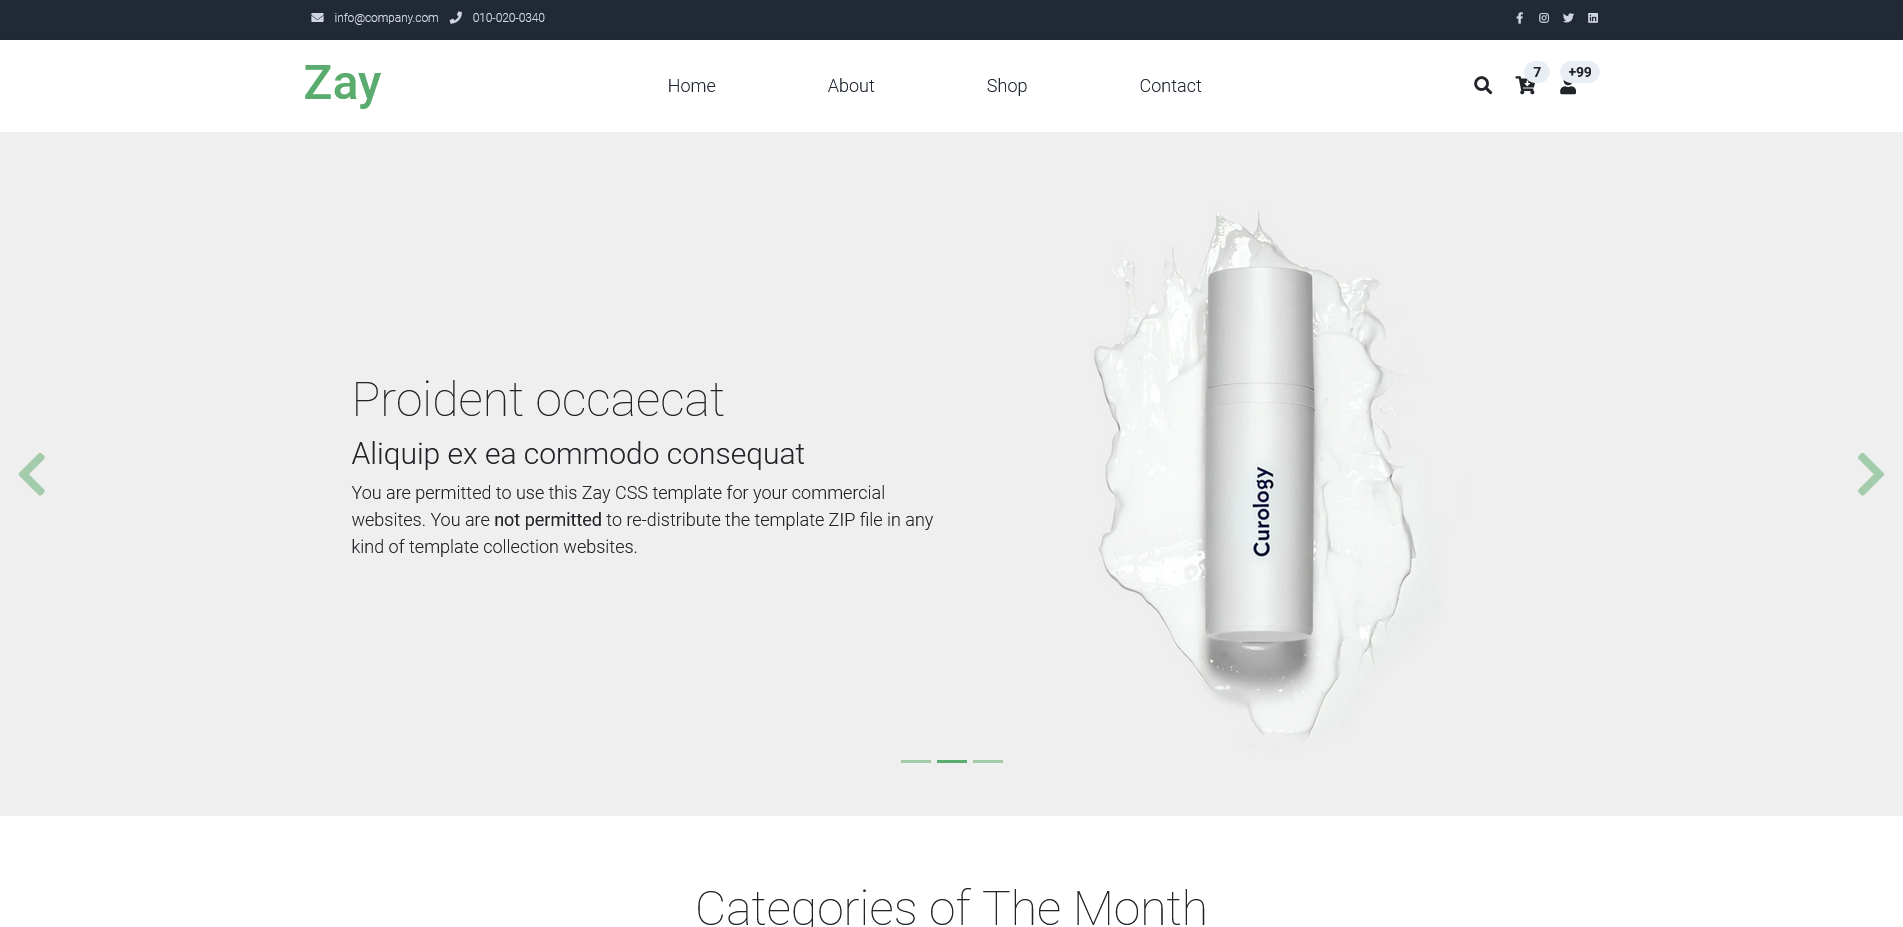 info@company.com 010-020-0340
Zay
Home About Shop Contact
7 +99
Proident occaecat
Aliquip ex ea commodo consequat
You are permitted to use this Zay CSS template for your commercial
websites. You are not permitted to re-distribute the template ZIP file in any
kind of template collection websites.
Curology
Categories of The Month